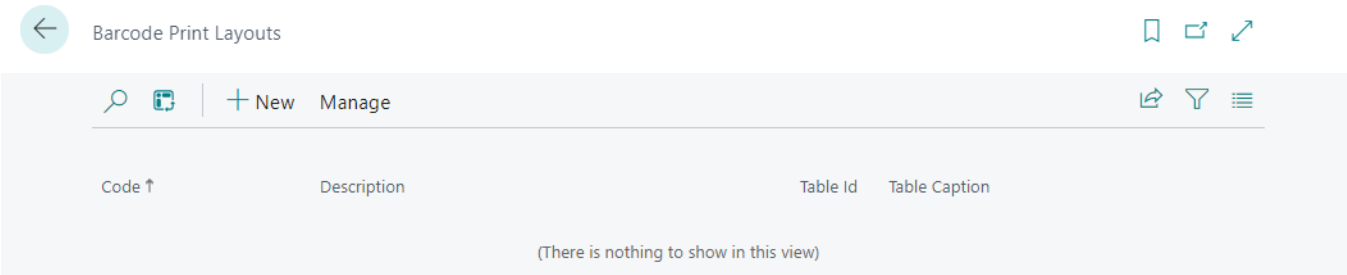 Barcode Print Layouts
New Manage
Code ↑ Description Table Id Table Caption
(There is nothing to show in this view)